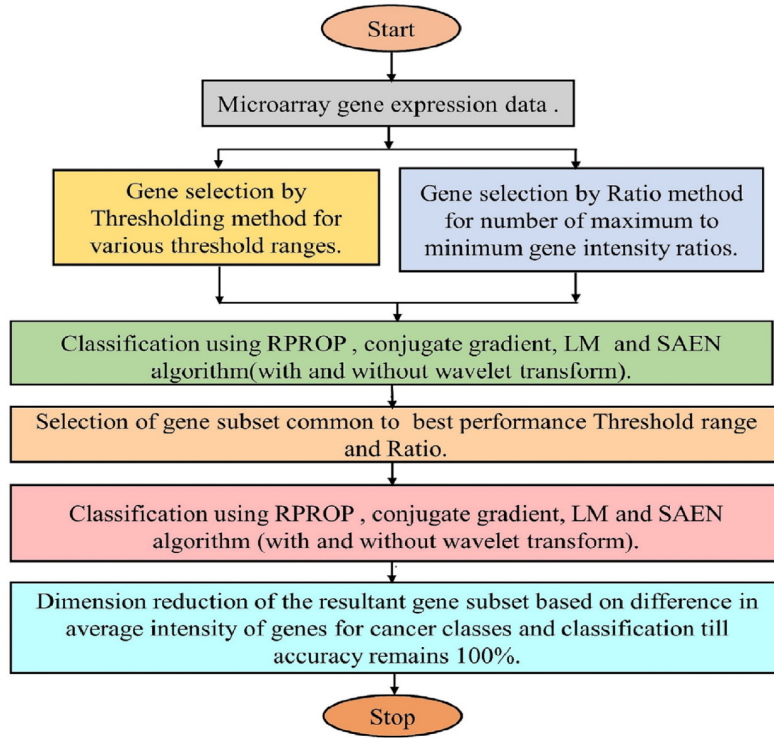 Start
Microarray gene expression data .
Gene selection by
Thresholding method for
various threshold ranges.
Gene selection by Ratio method
for number of maximum to
minimum gene intensity ratios.
Classification using RPROP , conjugate gradient, LM and SAEN
algorithm(with and without wavelet transform).
Selection of gene subset common to best performance Threshold range
and Ratio.
Classification using RPROP , conjugate gradient, LM and SAEN
algorithm (with and without wavelet transform).
Dimension reduction of the resultant gene subset based on difference in
average intensity of genes for cancer classes and classification till
accuracy remains 100%.
Stop